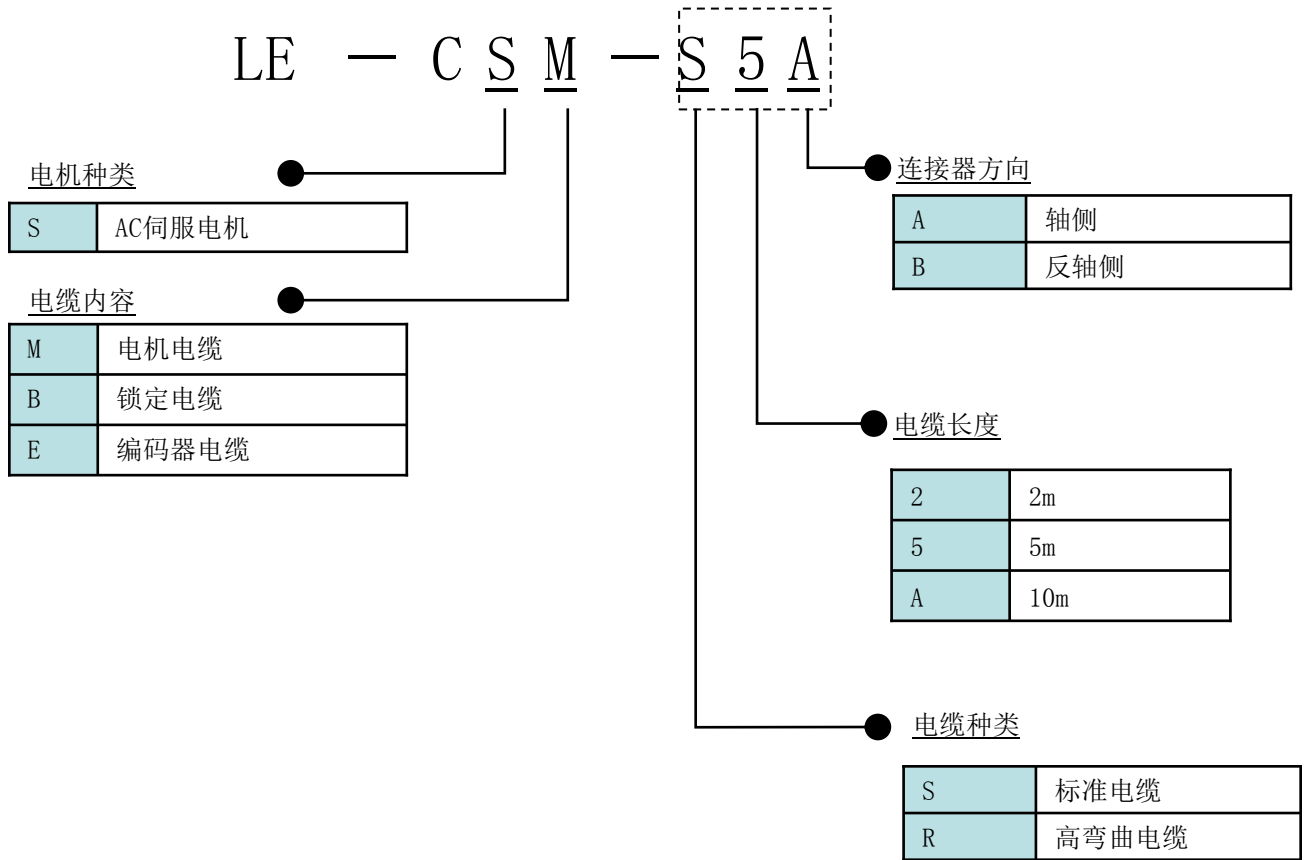 LE — C S M — S 5 A
电机种类
S AC伺服电机
电缆内容
M 电机电缆
B 锁定电缆
E 编码器电缆
连接器方向
A 轴侧
B 反轴侧
电缆长度
2 2m
5 5m
A 10m
电缆种类
S 标准电缆
R 高弯曲电缆